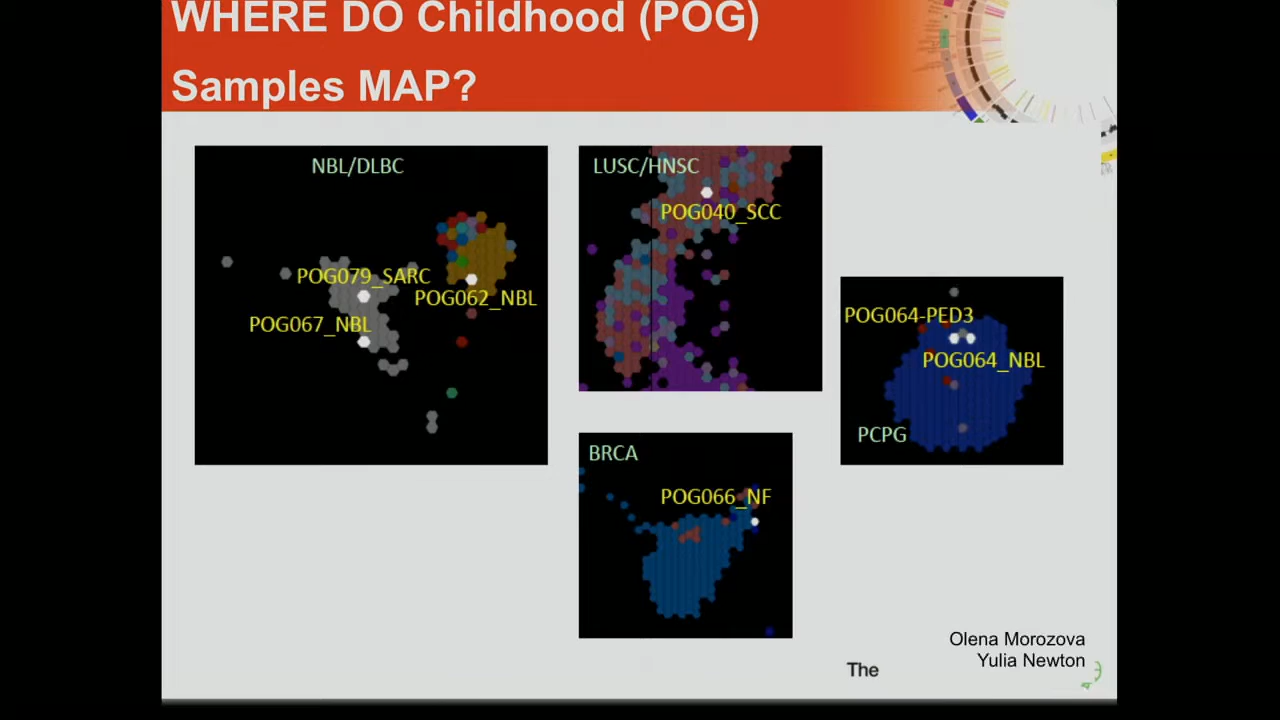 WHERE DO Childhood (POG)
Samples MAP?
NBL/DLBC
POG079_SARC
POG062_NBL
POG067_NBL
LUSC/HNSC
POG040_SCC
POG064-PED3
POG064_NBL
PCPG
BRCA
POG066_NF
Olena Morozova
Yulia Newton
The